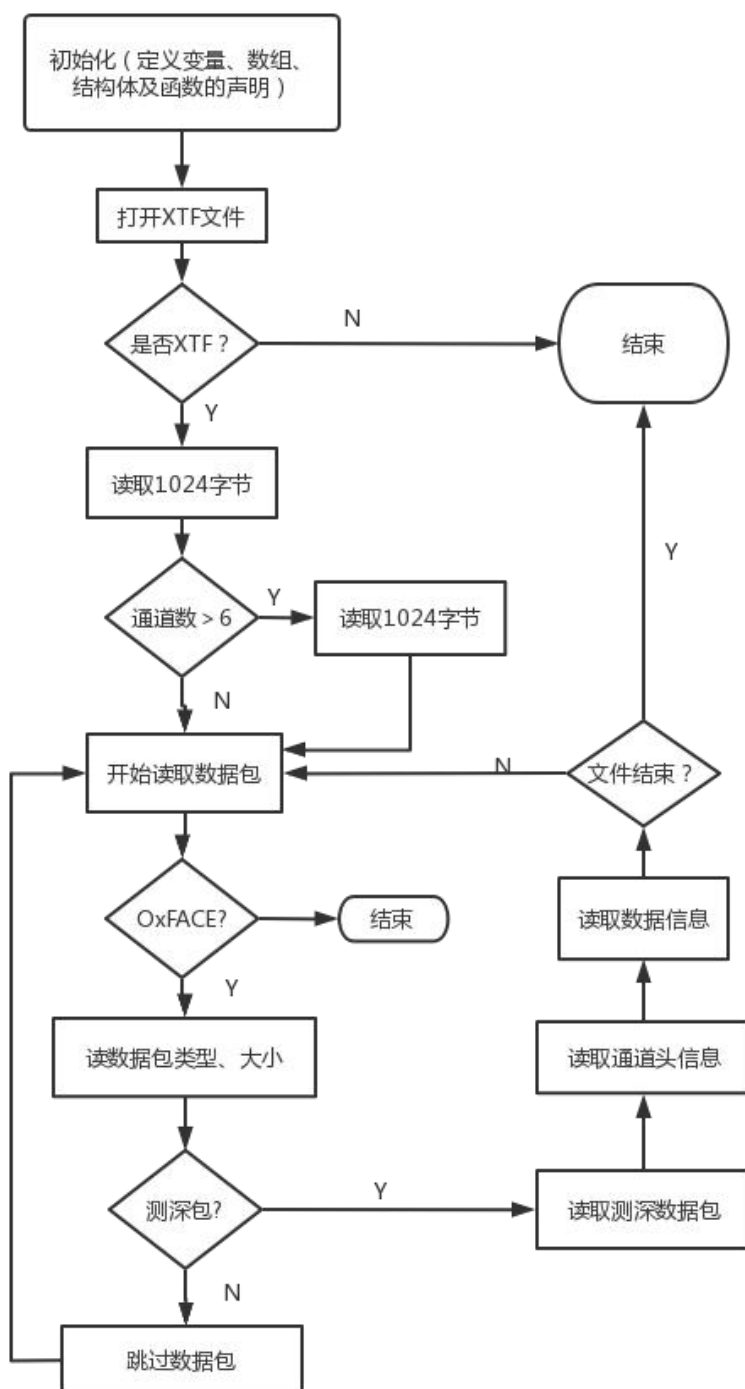 初始化（定义变量、数组、
结构体及函数的声明）
打开XTF文件
是否XTF？
N
结束
Y
读取1024字节
Y
通道数＞6
Y
读取1024字节
N
开始读取数据包
N
文件结束？
OxFACE?
结束
读取数据信息
Y
读数据包类型、大小
读取通道头信息
测深包?
Y
读取测深数据包
N
跳过数据包